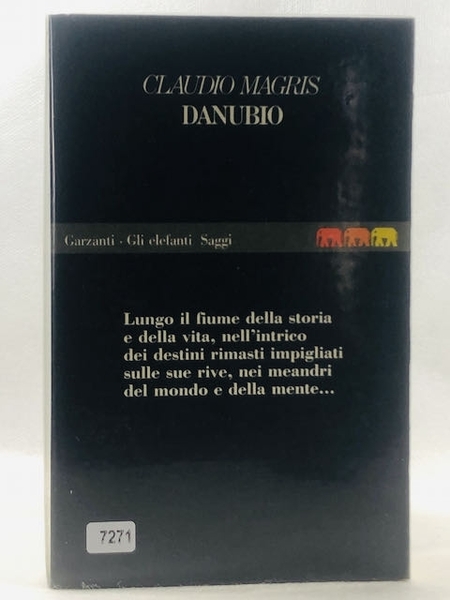 CLAUDIO MAGRIS
DANUBIO
Garzanti · Gli elefanti Saggi
Lungo il fiume della storia
e della vita, nell'intrico
dei destini rimasti impigliati
sulle sue rive, nei meandri
del mondo e della mente...
7271